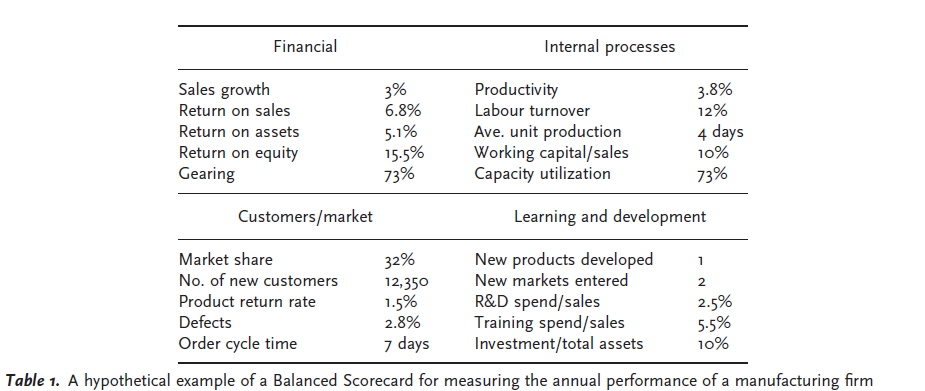 Financial Internal processes
Sales growth 3% Productivity 3.8%
Return on sales 6.8% Labour turnover 12%
Return on assets 5.1% Ave. unit production 4 days
Return on equity 15.5% Working capital/sales 10%
Gearing 73% Capacity utilization 73%
Customers/market Learning and development
Market share 32% New products developed 1
No. of new customers 12,350 New markets entered 2
Product return rate 1.5% R&D spend/sales 2.5%
Defects 2.8% Training spend/sales 5.5%
Order cycle time 7 days Investment/total assets 10%
Table 1. A hypothetical example of a Balanced Scorecard for measuring the annual performance of a manufacturing firm